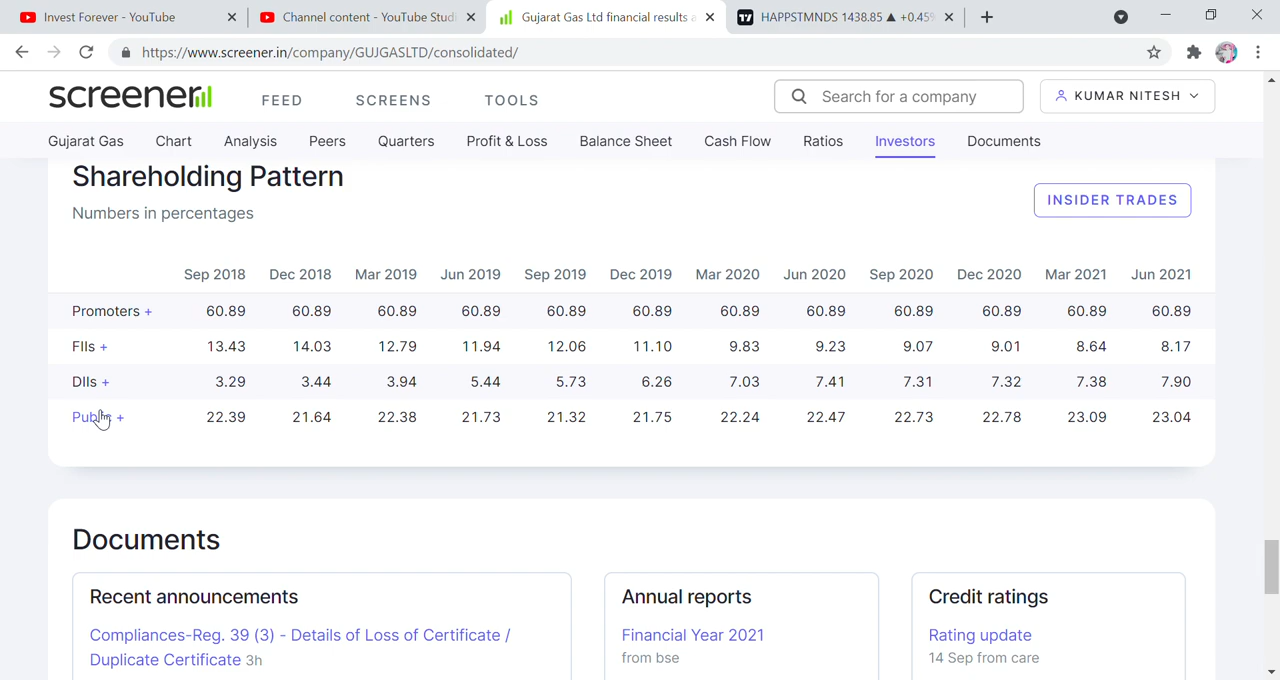 Invest Forever - YouTube
Channel content - YouTube Studi
Gujarat Gas Ltd financial results a
HAPPSTMNDS 1438.85 ▲ +0.45%
https://www.screener.in/company/GUJGASLTD/consolidated/
screener
FEED
SCREENS
TOOLS
Search for a company
KUMAR NITESH
Gujarat Gas Chart Analysis Peers Quarters Profit & Loss Balance Sheet Cash Flow Ratios Investors Documents
Shareholding Pattern
Numbers in percentages
INSIDER TRADES
Sep 2018 Dec 2018 Mar 2019 Jun 2019 Sep 2019 Dec 2019 Mar 2020 Jun 2020 Sep 2020 Dec 2020 Mar 2021 Jun 2021
Promoters + 60.89 60.89 60.89 60.89 60.89 60.89 60.89 60.89 60.89 60.89 60.89 60.89
FIIs + 13.43 14.03 12.79 11.94 12.06 11.10 9.83 9.23 9.07 9.01 8.64 8.17
DIIs + 3.29 3.44 3.94 5.44 5.73 6.26 7.03 7.41 7.31 7.32 7.38 7.90
Public + 22.39 21.64 22.38 21.73 21.32 21.75 22.24 22.47 22.73 22.78 23.09 23.04
Documents
Recent announcements
Compliances-Reg. 39 (3) - Details of Loss of Certificate /
Duplicate Certificate 3h
Annual reports
Financial Year 2021
from bse
Credit ratings
Rating update
14 Sep from care